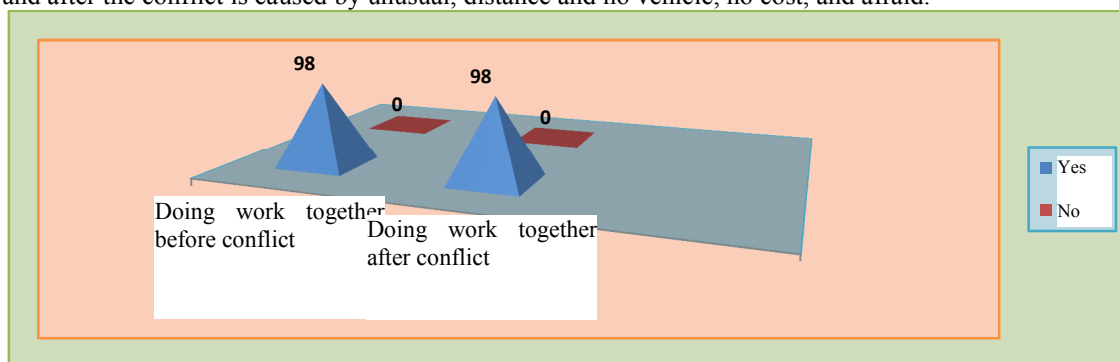 and after the conflict is caused by unusual, distance and no vehicle, no cost, and afraid.
98
98
0
0
Doing work together
before conflict
Doing work together
after conflict
Yes
No